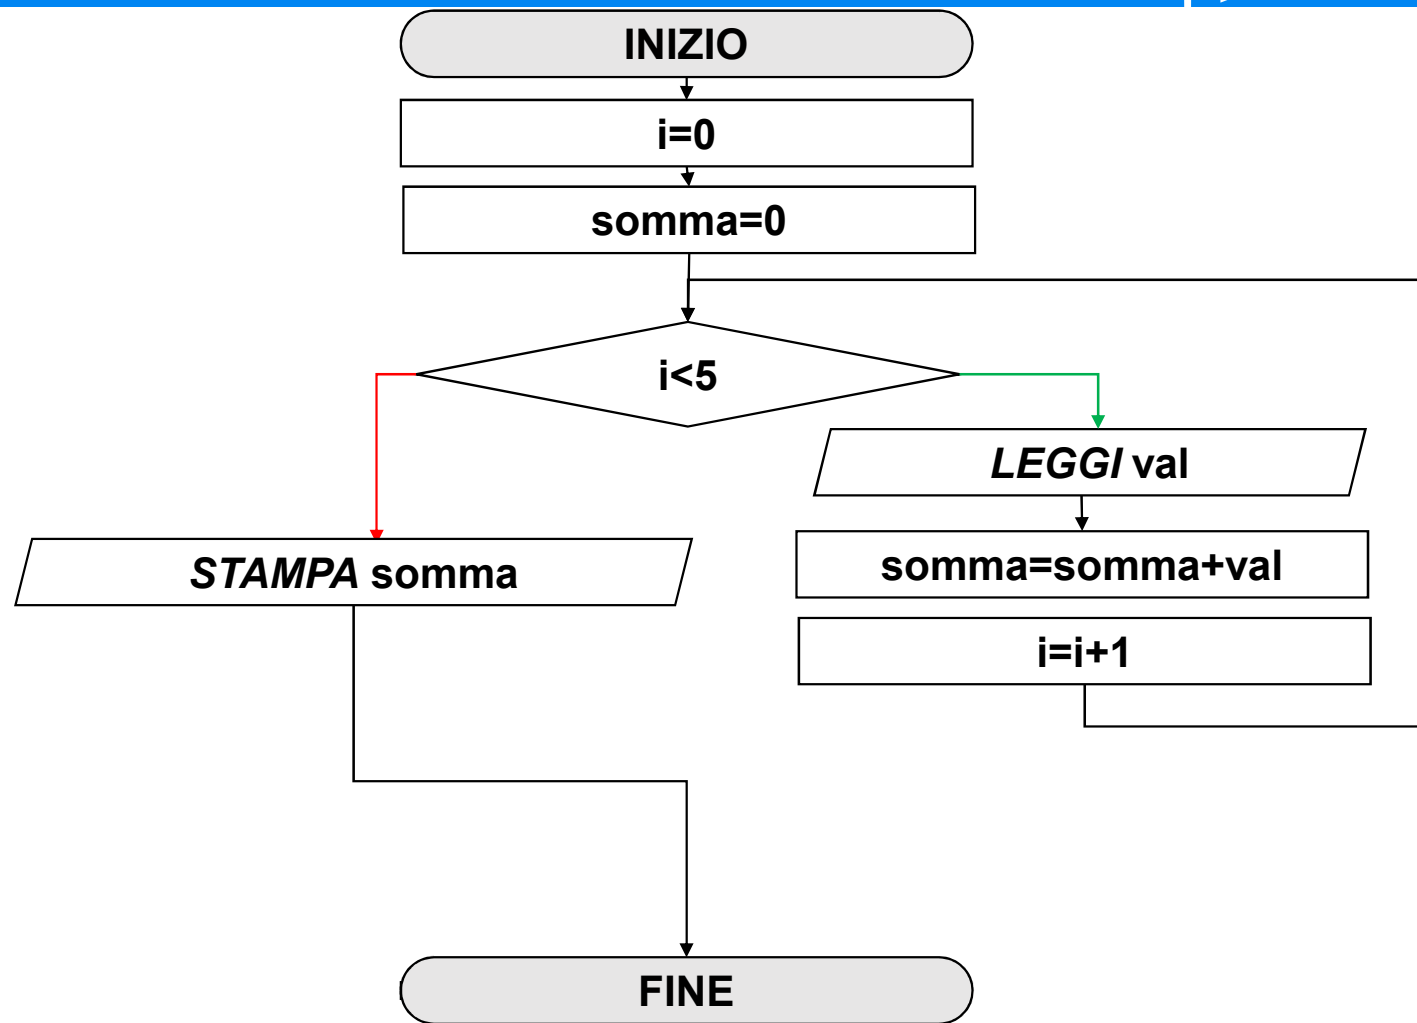 INIZIO
i=0
somma=0
i<5
LEGGI val
somma=somma+val
i=i+1
STAMPA somma
FINE